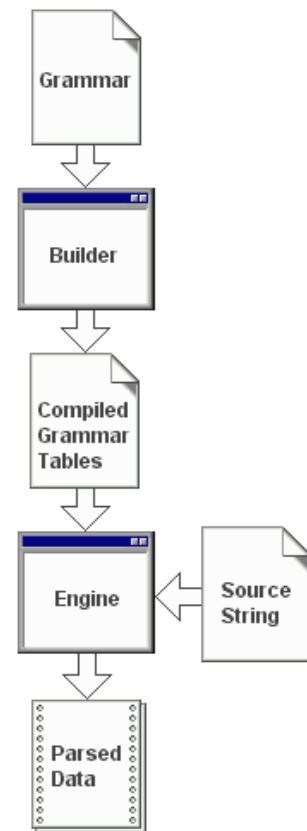 Grammar
Builder
Compiled
Grammar
Tables
Engine
Source
String
Parsed
Data